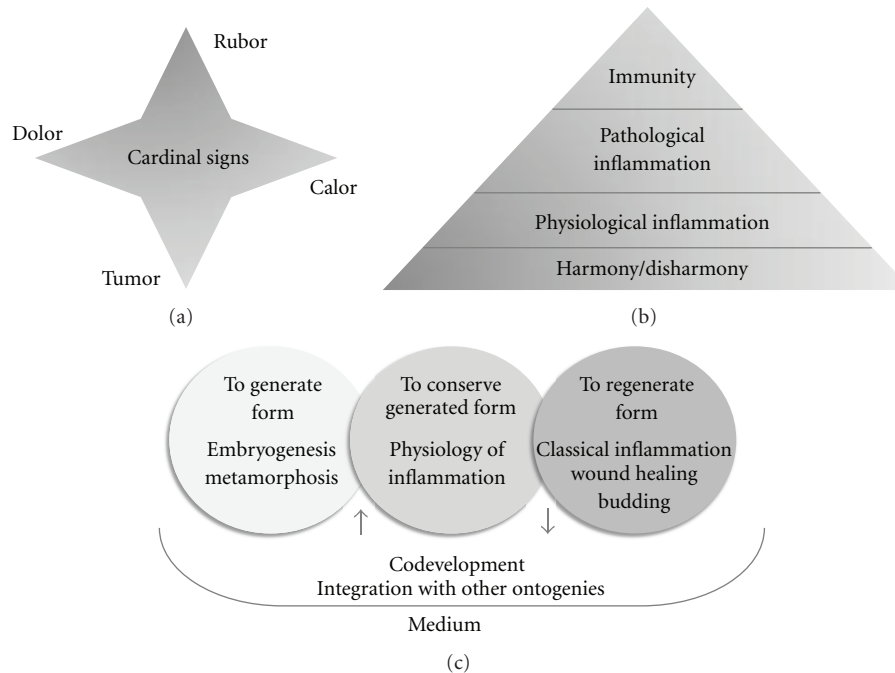 Rubor
Dolor
Cardinal signs
Calor
Tumor
(a)
Immunity
Pathological
inflammation
Physiological inflammation
Harmony/disharmony
(b)
To generate
form
Embryogenesis
metamorphosis
To conserve
generated form
Physiology of
inflammation
To regenerate
form
Classical inflammation
wound healing
budding
Codevelopment
Integration with other ontogenies
Medium
(c)